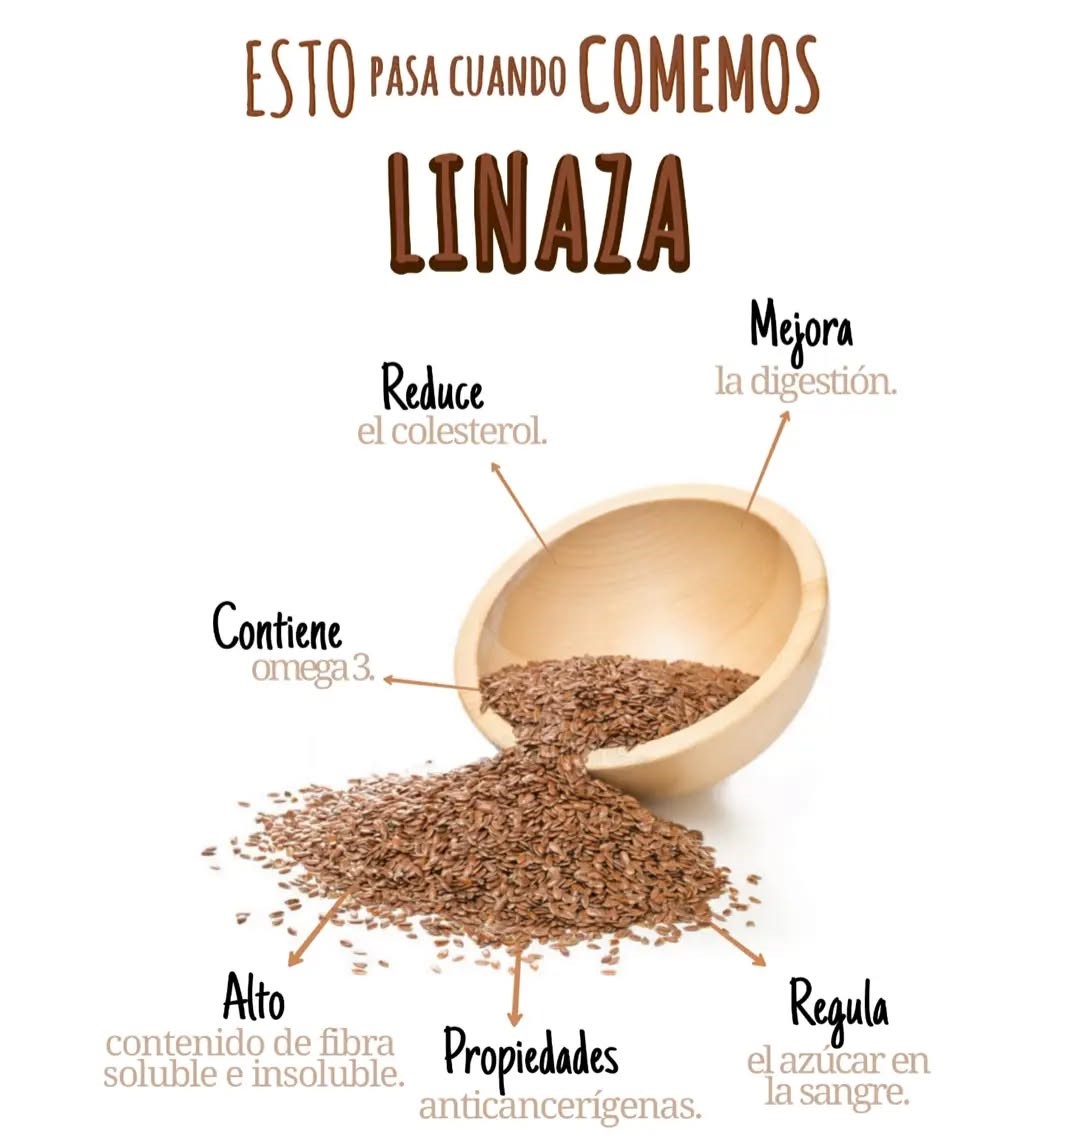 ESTO PASA CUANDO COMEMOS
LINAZA
Mejora
la digestión.
Reduce
el colesterol.
Contiene
omega 3.
Alto
contenido de fibra
soluble e insoluble.
Propiedades
anticancerígenas.
Regula
el azúcar en
la sangre.